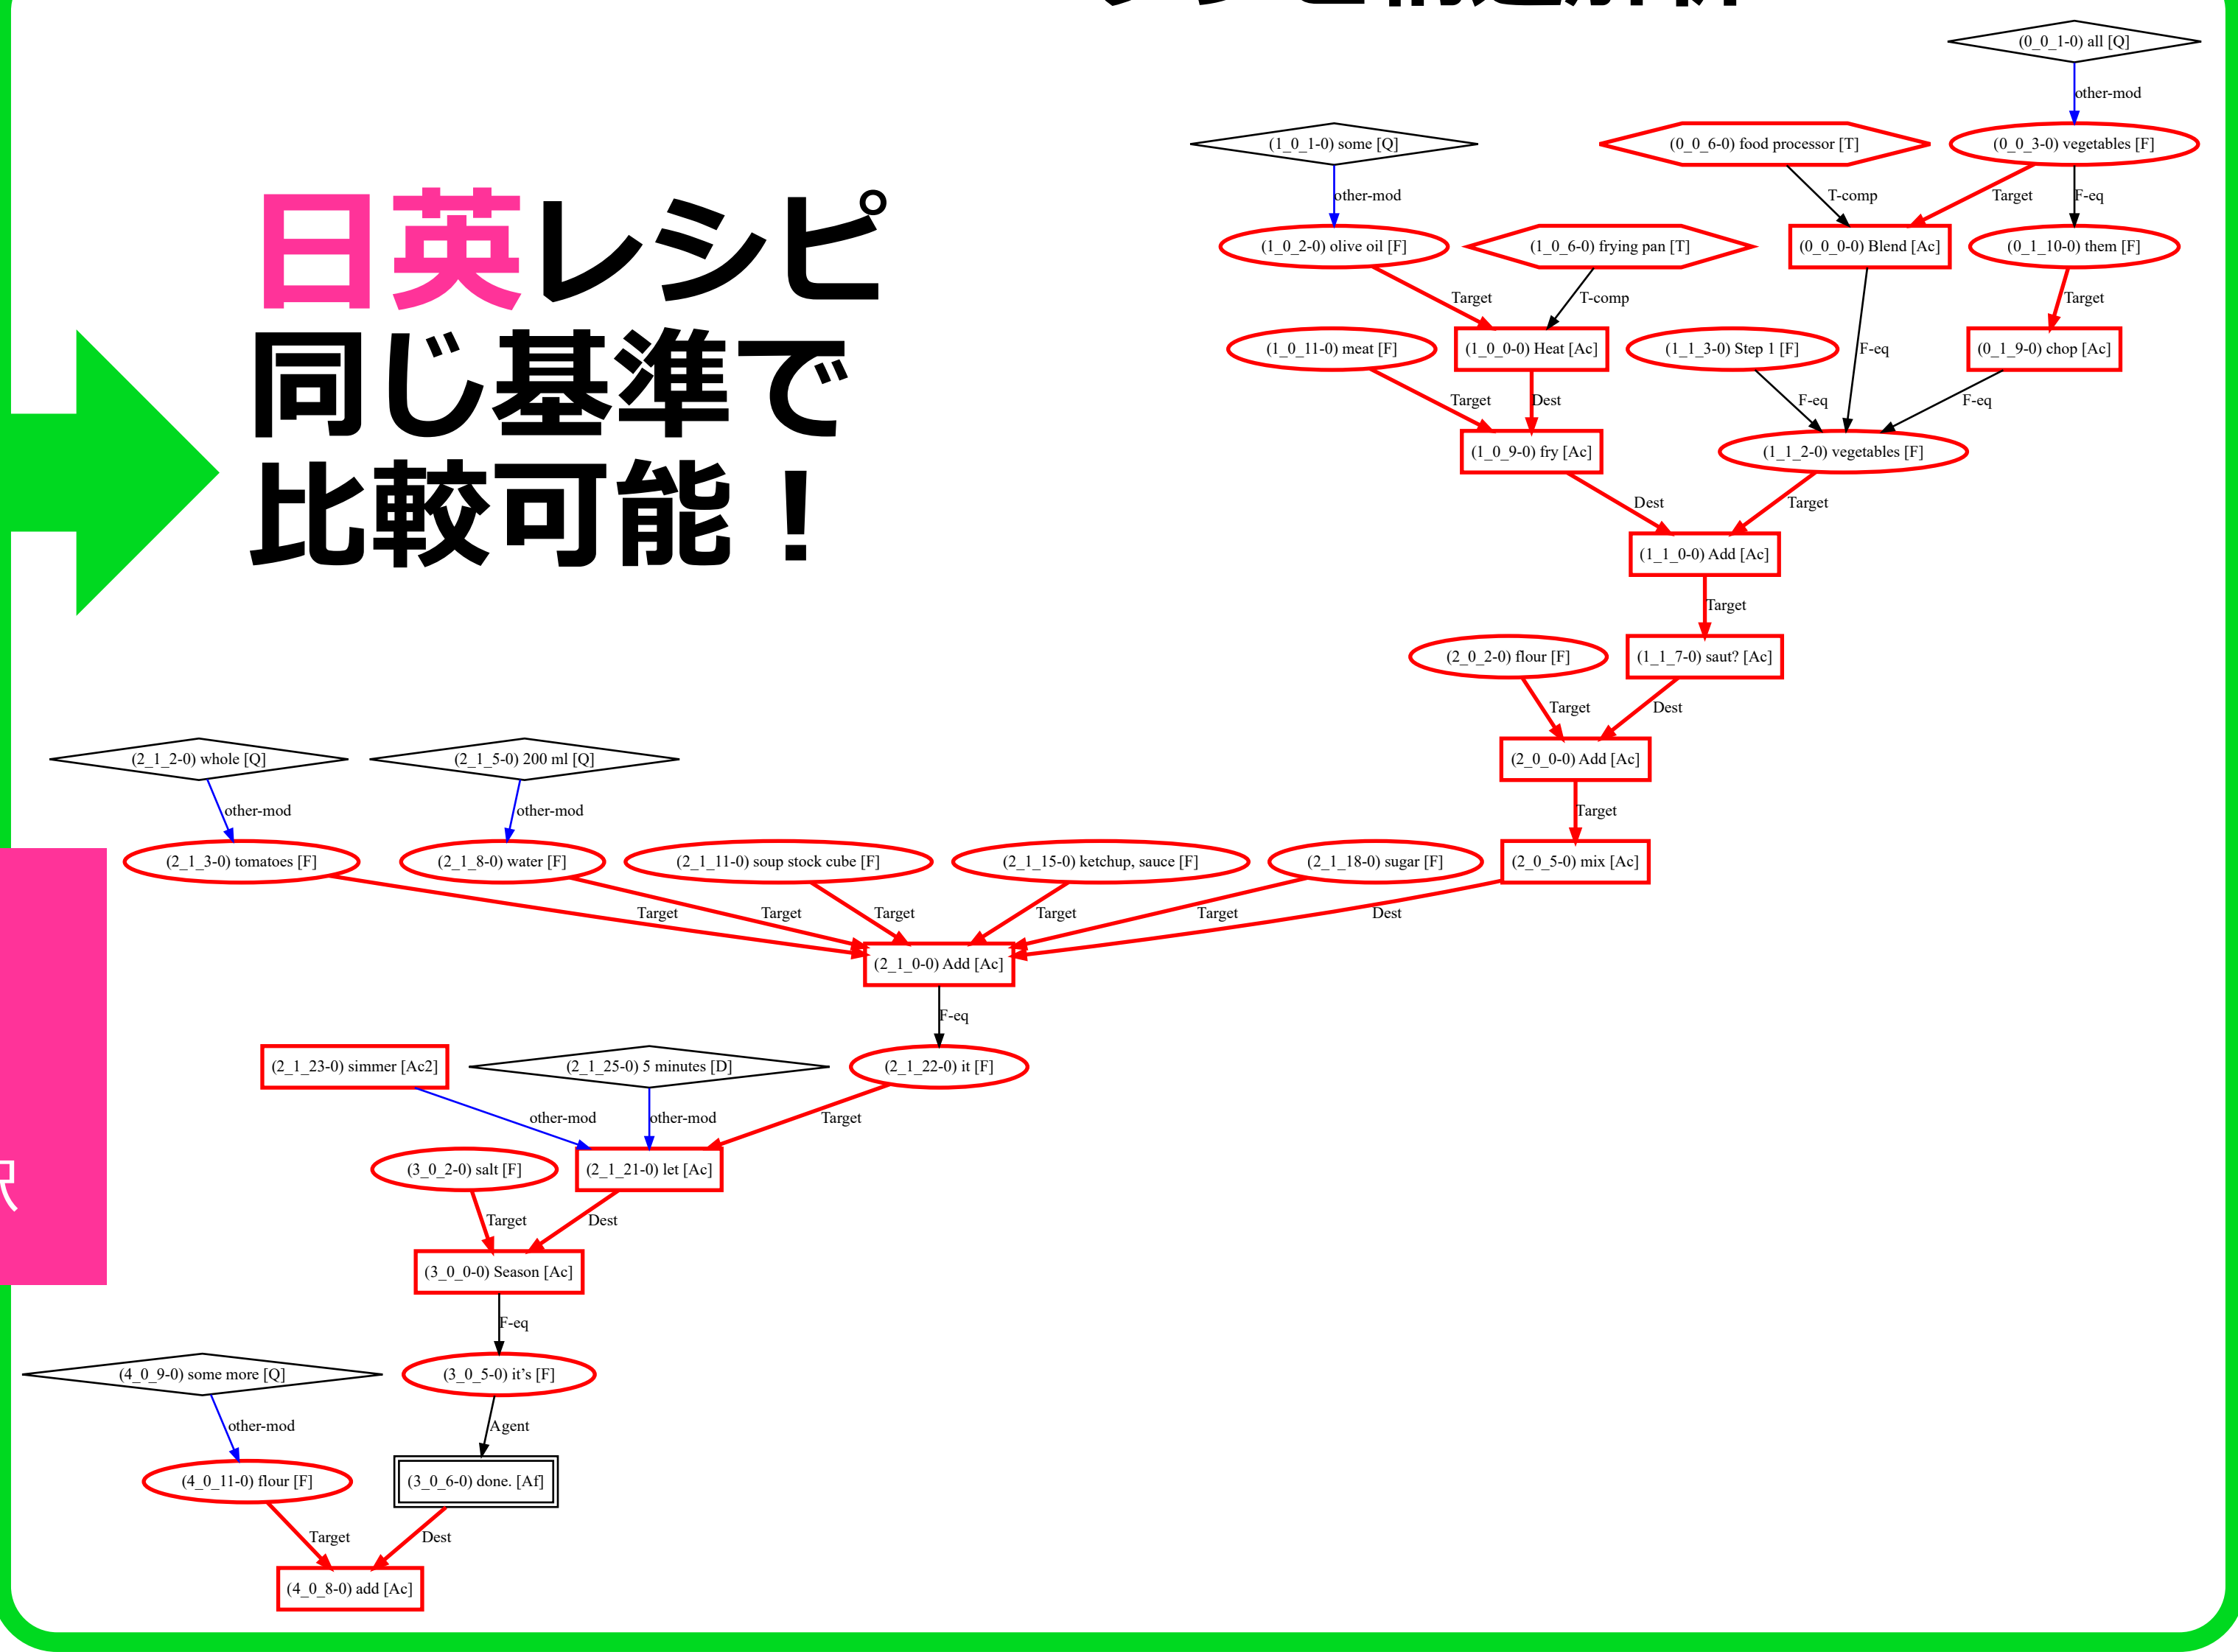 (0_0_1-0) all [Q]
other-mod
(1_0_1-0) some [Q]
(0_0_6-0) food processor [T]
(0_0_3-0) vegetables [F]
other-mod
T-comp
Target
F-eq
日英レシピ
同じ基準で
比較可能！
(1_0_2-0) olive oil [F]
(1_0_6-0) frying pan [T]
(0_0_0-0) Blend [Ac]
(0_1_10-0) them [F]
Target
T-comp
Target
(1_0_11-0) meat [F]
(1_0_0-0) Heat [Ac]
(1_1_3-0) Step 1 [F]
F-eq
(0_1_9-0) chop [Ac]
Target
Dest
F-eq
F-eq
(1_0_9-0) fry [Ac]
(1_1_2-0) vegetables [F]
Dest
Target
(1_1_0-0) Add [Ac]
Target
(2_0_2-0) flour [F]
(1_1_7-0) saut? [Ac]
Target
Dest
(2_1_2-0) whole [Q]
(2_1_5-0) 200 ml [Q]
(2_0_0-0) Add [Ac]
other-mod
other-mod
Target
(2_1_3-0) tomatoes [F]
(2_1_8-0) water [F]
(2_1_11-0) soup stock cube [F]
(2_1_15-0) ketchup, sauce [F]
(2_1_18-0) sugar [F]
(2_0_5-0) mix [Ac]
Target
Target
Target
Target
Target
Dest
(2_1_0-0) Add [Ac]
F-eq
(2_1_23-0) simmer [Ac2]
(2_1_25-0) 5 minutes [D]
(2_1_22-0) it [F]
other-mod
other-mod
Target
(3_0_2-0) salt [F]
(2_1_21-0) let [Ac]
Target
Dest
(3_0_0-0) Season [Ac]
F-eq
(4_0_9-0) some more [Q]
(3_0_5-0) it's [F]
other-mod
Agent
(4_0_11-0) flour [F]
(3_0_6-0) done. [Af]
Target
Dest
(4_0_8-0) add [Ac]